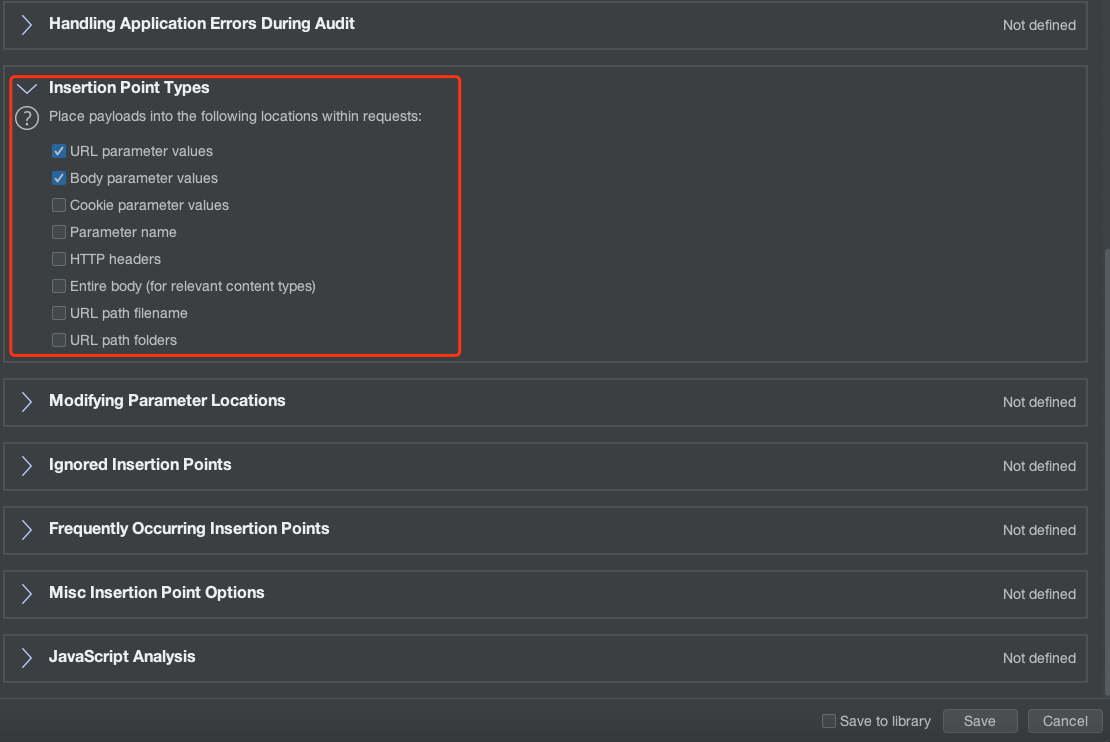 Handling Application Errors During Audit Not defined
Insertion Point Types
? Place payloads into the following locations within requests:
URL parameter values
Body parameter values
Cookie parameter values
Parameter name
HTTP headers
Entire body (for relevant content types)
URL path filename
URL path folders
Modifying Parameter Locations Not defined
Ignored Insertion Points Not defined
Frequently Occurring Insertion Points Not defined
Misc Insertion Point Options Not defined
JavaScript Analysis Not defined
Save to library Save Cancel